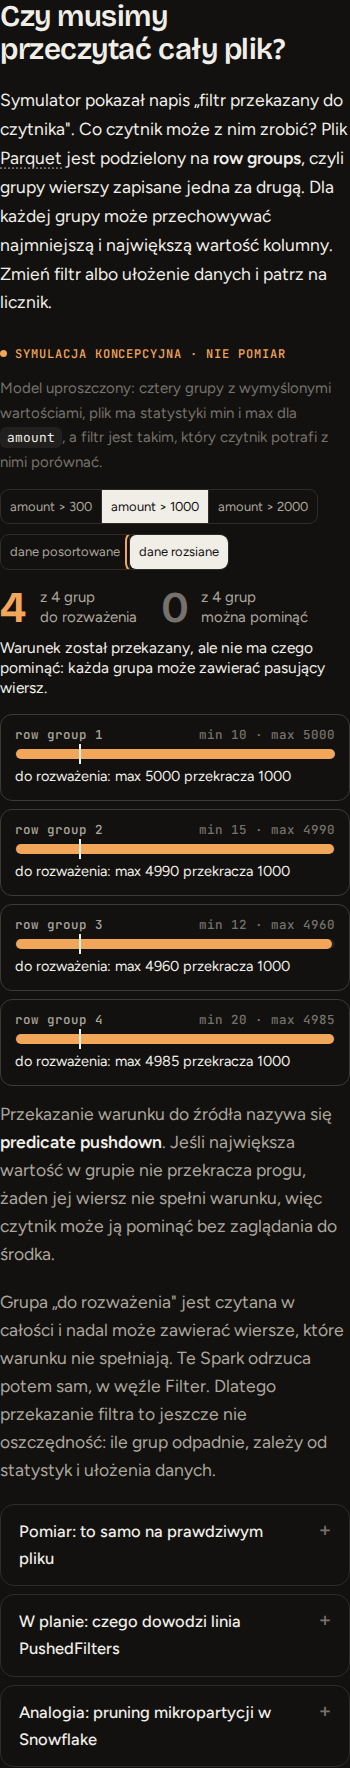 Czy musimy
przeczytać cały plik?
Symulator pokazał napis „filtr przekazany do
czytnika". Co czytnik może z nim zrobić? Plik
Parquet jest podzielony na row groups, czyli
grupy wierszy zapisane jedna za drugą. Dla
każdej grupy może przechowywać
najmniejszą i największą wartość kolumny.
Zmień filtr albo ułożenie danych i patrz na
licznik.
SYMULACJA KONCEPCYJNA · NIE POMIAR
Model uproszczony: cztery grupy z wymyślonymi
wartościami, plik ma statystyki min i max dla
amount, a filtr jest takim, który czytnik potrafi z
nimi porównać.
amount > 300 amount > 1000 amount > 2000
dane posortowane dane rozsiane
4 z 4 grup do rozważenia
0 z 4 grup można pominąć
Warunek został przekazany, ale nie ma czego
pominąć: każda grupa może zawierać pasujący
wiersz.
row group 1 min 10 · max 5000
do rozważenia: max 5000 przekracza 1000
row group 2 min 15 · max 4990
do rozważenia: max 4990 przekracza 1000
row group 3 min 12 · max 4960
do rozważenia: max 4960 przekracza 1000
row group 4 min 20 · max 4985
do rozważenia: max 4985 przekracza 1000
Przekazanie warunku do źródła nazywa się
predicate pushdown. Jeśli największa
wartość w grupie nie przekracza progu,
żaden jej wiersz nie spełni warunku, więc
czytnik może ją pominąć bez zaglądania do
środka.
Grupa „do rozważenia" jest czytana w
całości i nadal może zawierać wiersze, które
warunku nie spełniają. Te Spark odrzuca
potem sam, w węźle Filter. Dlatego
przekazanie filtra to jeszcze nie
oszczędność: ile grup odpadnie, zależy od
statystyk i ułożenia danych.
Pomiar: to samo na prawdziwym +
pliku
W planie: czego dowodzi linia +
PushedFilters
Analogia: pruning mikropartycji w +
Snowflake